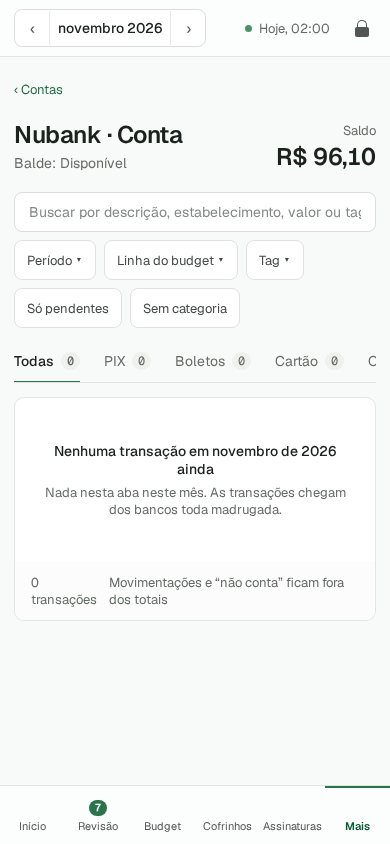 ‹ novembro 2026 › Hoje, 02:00
‹ Contas
Nubank · Conta
Balde: Disponível
Saldo
R$ 96,10
Buscar por descrição, estabelecimento, valor ou tag
Período ▾ Linha do budget ▾ Tag ▾
Só pendentes Sem categoria
Todas 0 PIX 0 Boletos 0 Cartão 0 C
Nenhuma transação em novembro de 2026
ainda
Nada nesta aba neste mês. As transações chegam
dos bancos toda madrugada.
0
transações
Movimentações e “não conta” ficam fora
dos totais
7
Início Revisão Budget Cofrinhos Assinaturas Mais